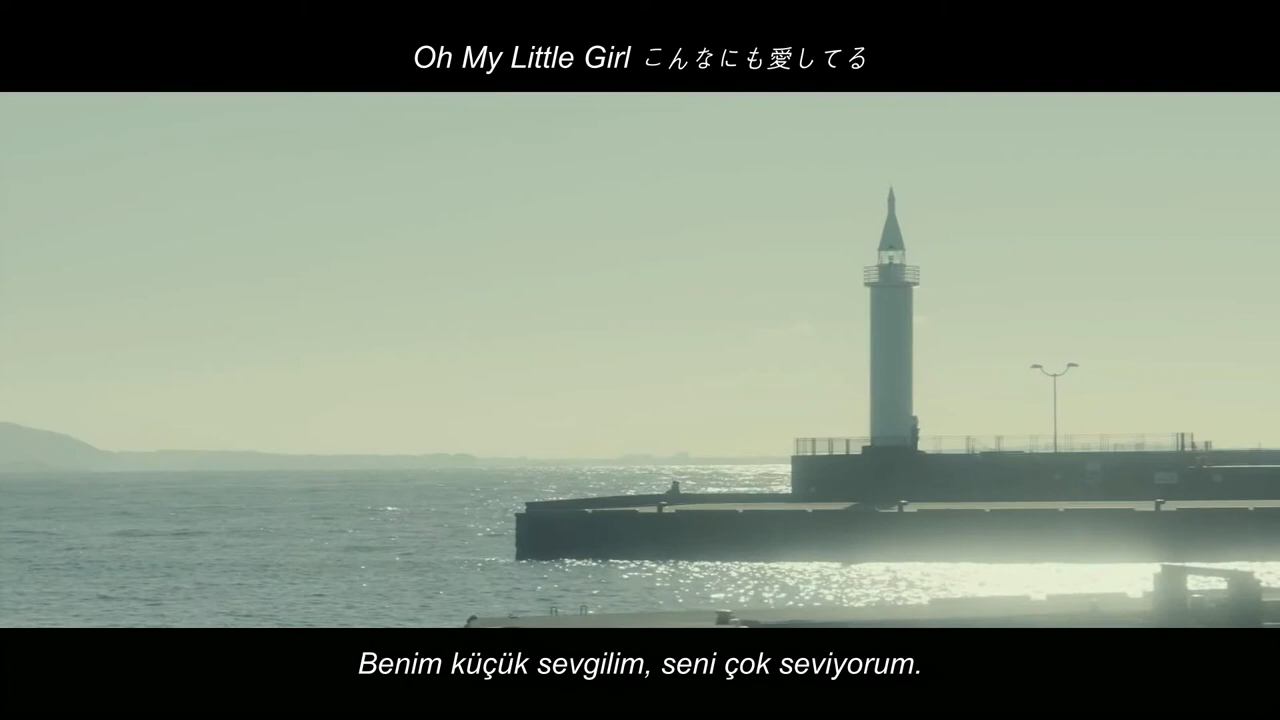 Oh My Little Girl こんなにも愛してる
Benim küçük sevgilim, seni çok seviyorum.